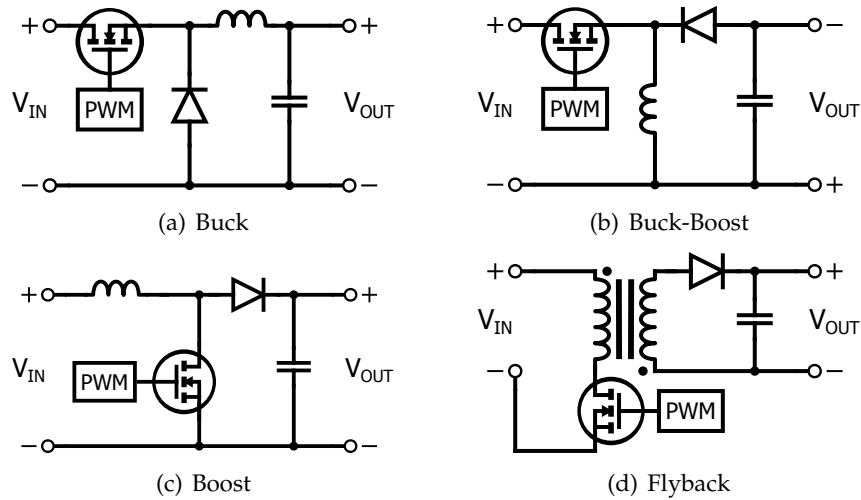 + + + −
V_IN PWM V_OUT V_IN PWM V_OUT
− − − +
(a) Buck (b) Buck-Boost
+ + + +
V_IN PWM V_OUT V_IN V_OUT
− −
PWM
− −
(c) Boost (d) Flyback